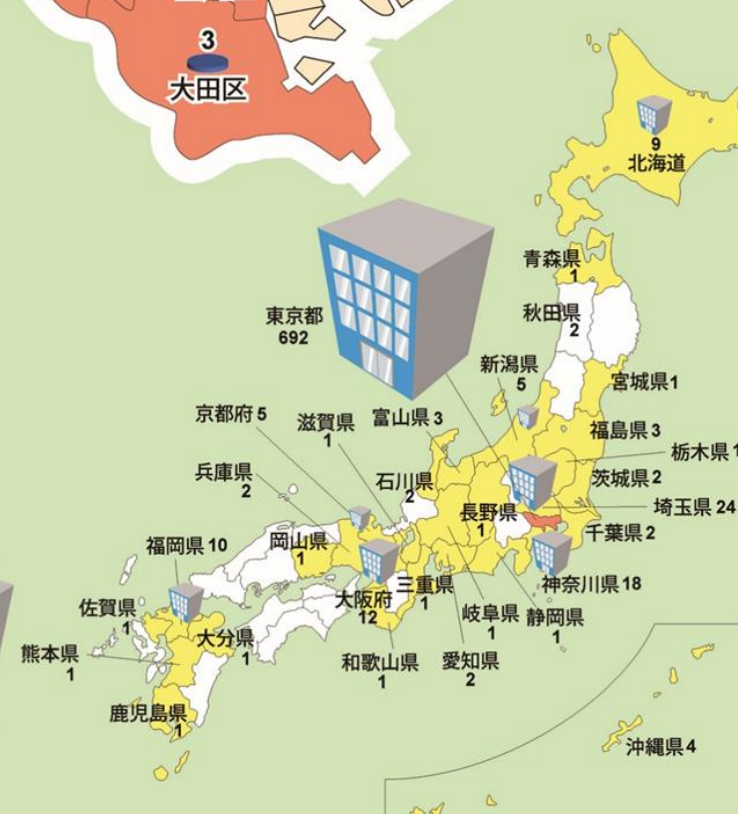 3
大田区
9
北海道
青森県
1
東京都
692
秋田県
2
新潟県
5
宮城県1
京都府 5
滋賀県
1
富山県 3
福島県 3
栃木県 1
兵庫県
2
石川県
2
茨城県 2
長野県
1
埼玉県 24
福岡県 10
岡山県
1
千葉県 2
大阪府
12
三重県
1
神奈川県 18
佐賀県
1
岐阜県
1
静岡県
1
大分県
1
熊本県
1
和歌山県
1
愛知県
2
鹿児島県
1
沖縄県 4